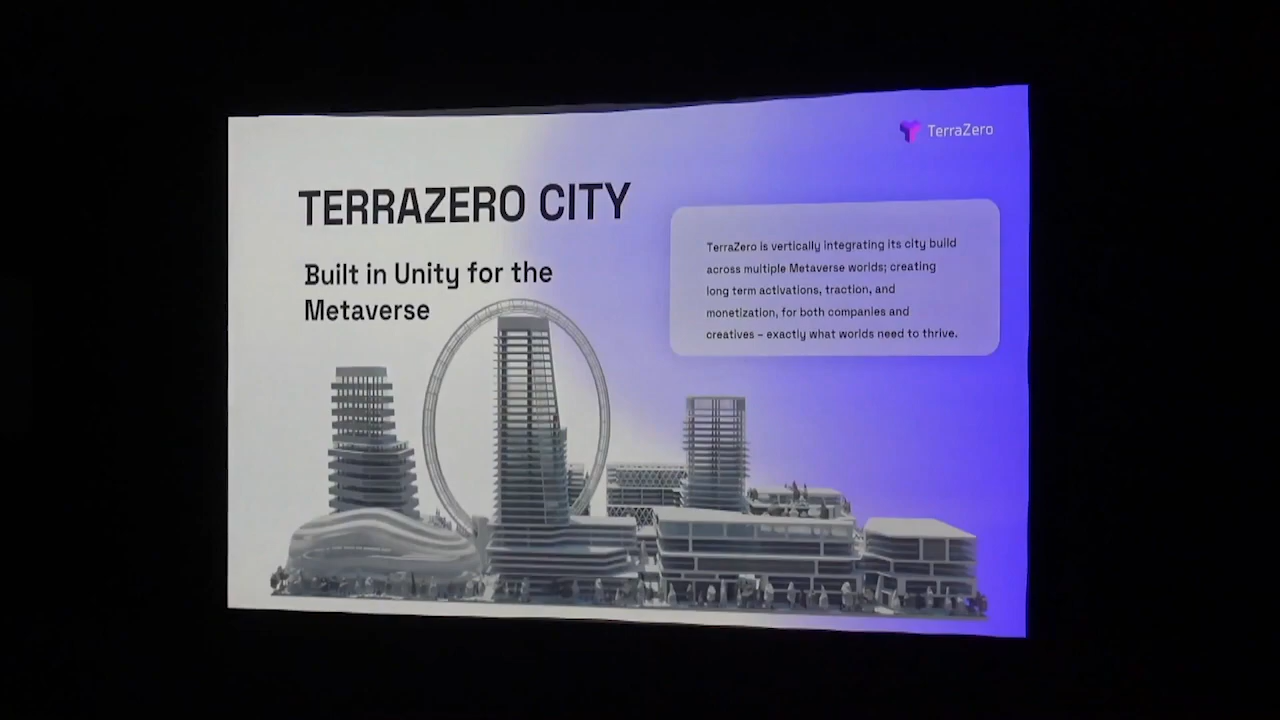 TerraZero
TERRAZERO CITY
Built in Unity for the
Metaverse
TerraZero is vertically integrating its city build
across multiple Metaverse worlds; creating
long term activations, traction, and
monetization, for both companies and
creatives – exactly what worlds need to thrive.